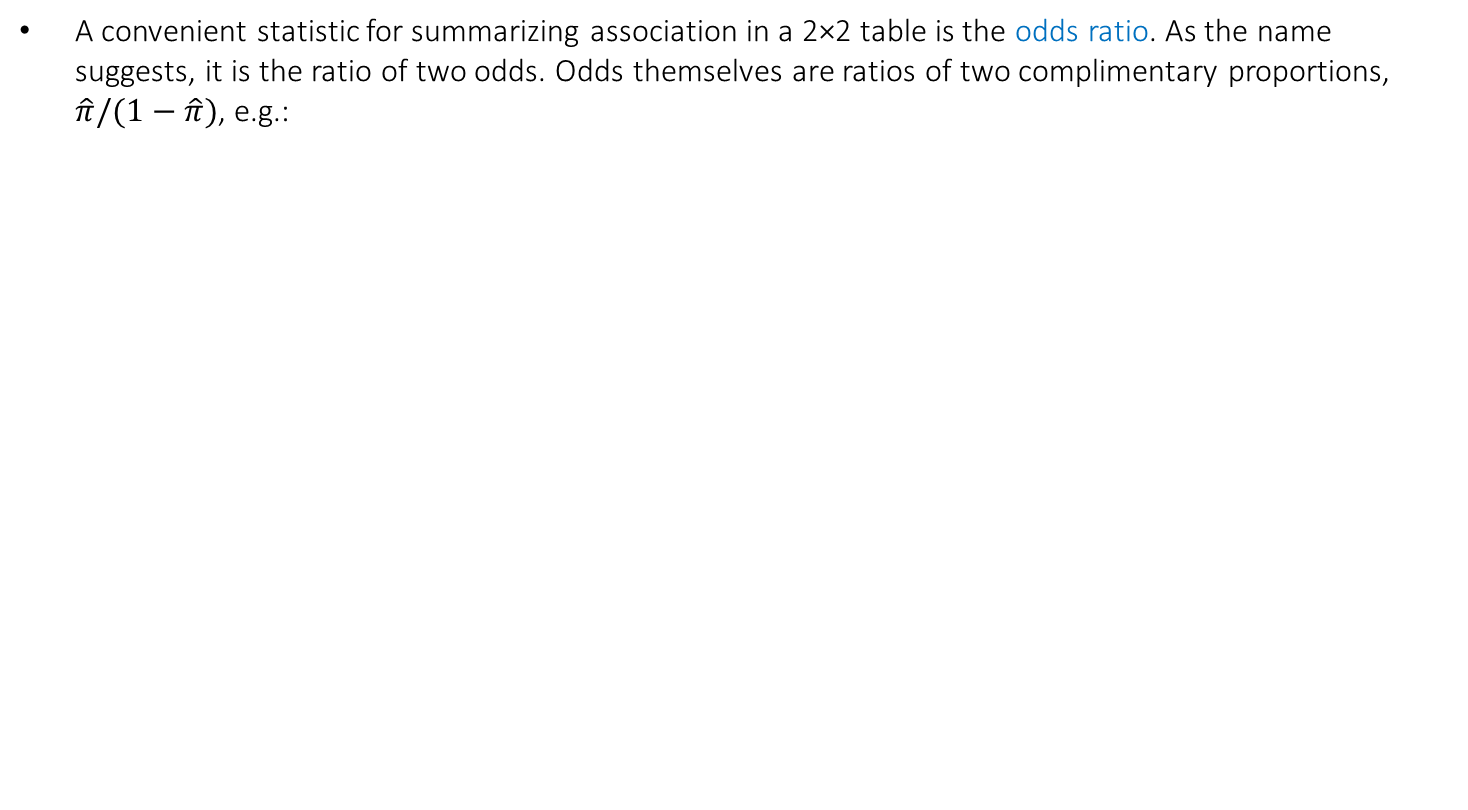 • A convenient statistic for summarizing association in a 2×2 table is the odds ratio. As the name
suggests, it is the ratio of two odds. Odds themselves are ratios of two complimentary proportions,
π̂/(1 − π̂), e.g.: